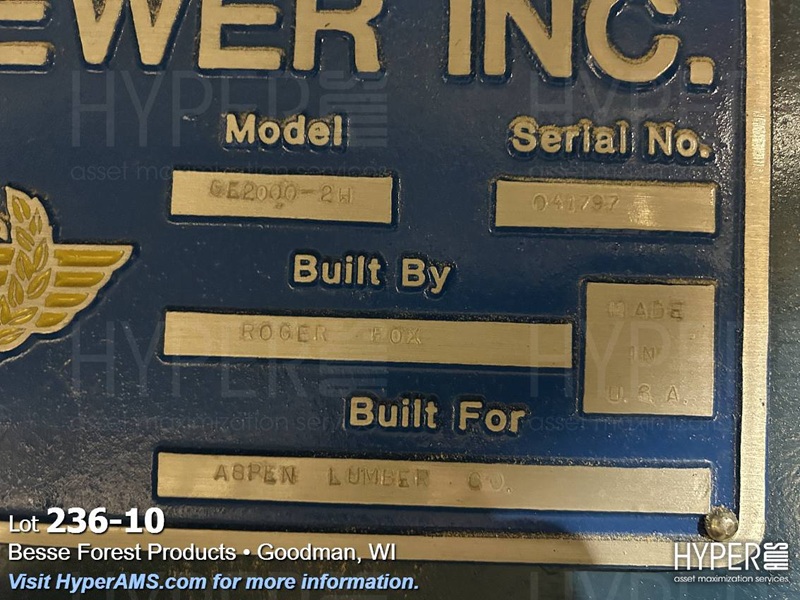 EWER INC.
Model Serial No.
GE2000-2H 041797
Built By
ROGER FOX
MADE
IN
U.S.A.
Built For
ASPEN LUMBER CO.
Lot 236-10
Besse Forest Products • Goodman, WI
Visit HyperAMS.com for more information.
HYPERAMS
asset maximization services